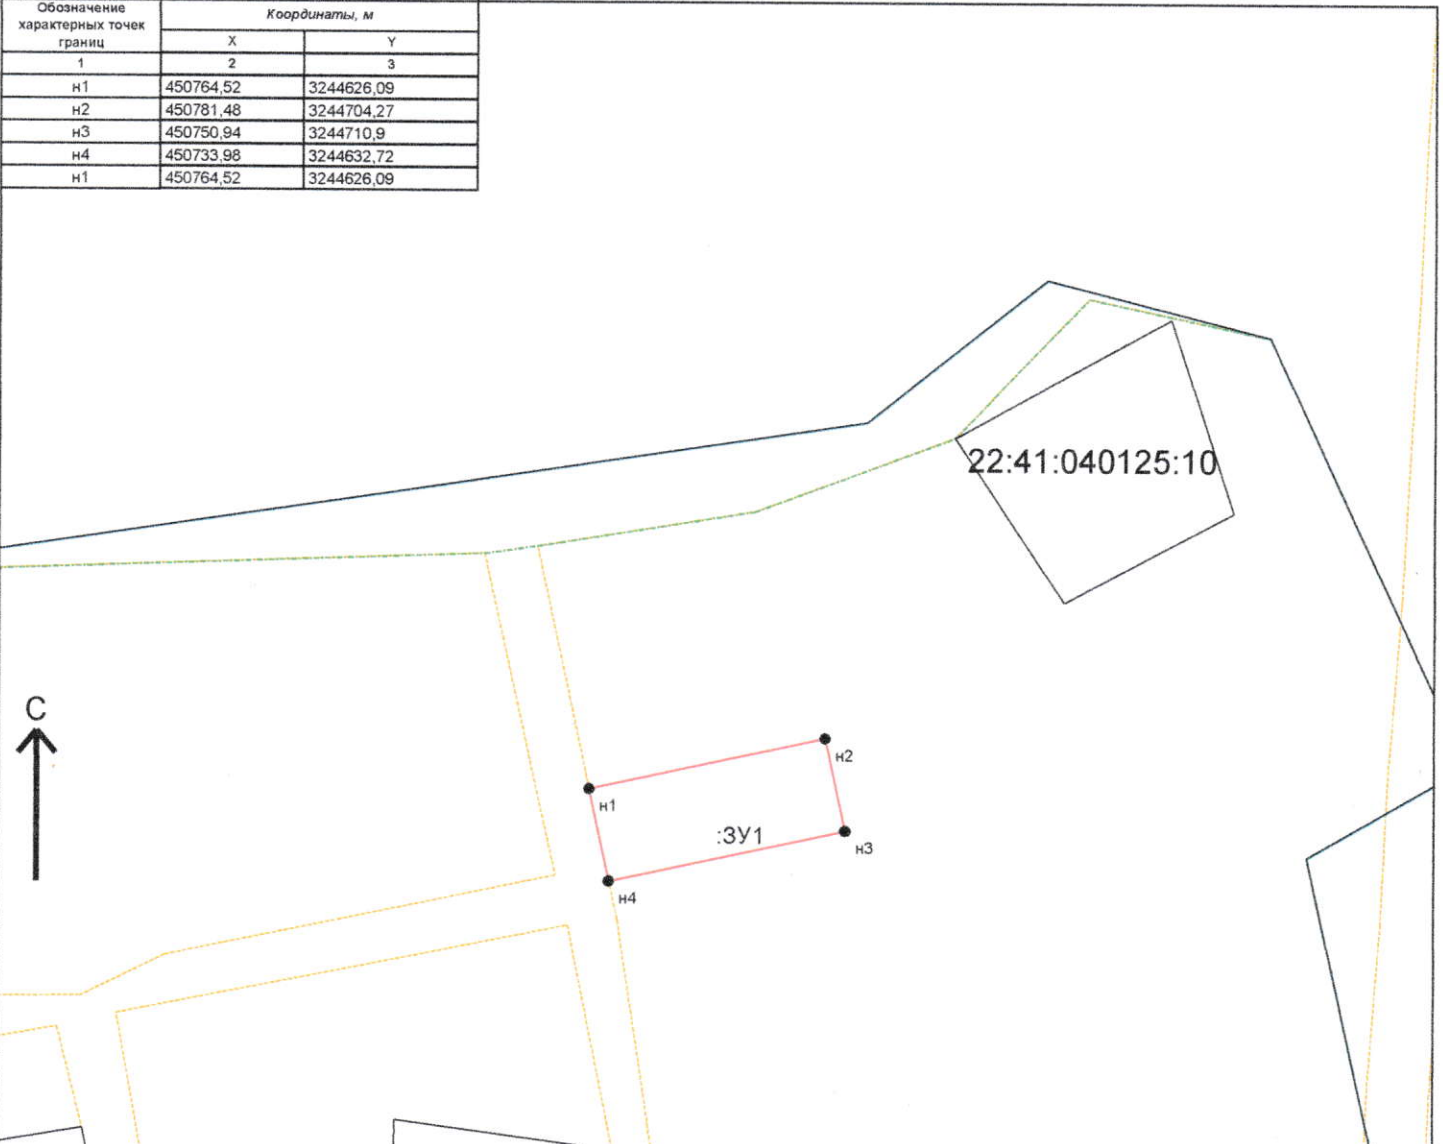 Обозначение
характерных точек
границ
Координаты, м
X Y
1 2 3
н1 450764,52 3244626,09
н2 450781,48 3244704,27
н3 450750,94 3244710,9
н4 450733,98 3244632,72
н1 450764,52 3244626,09
22:41:040125:10
С
н2
н1
:ЗУ1
н3
н4